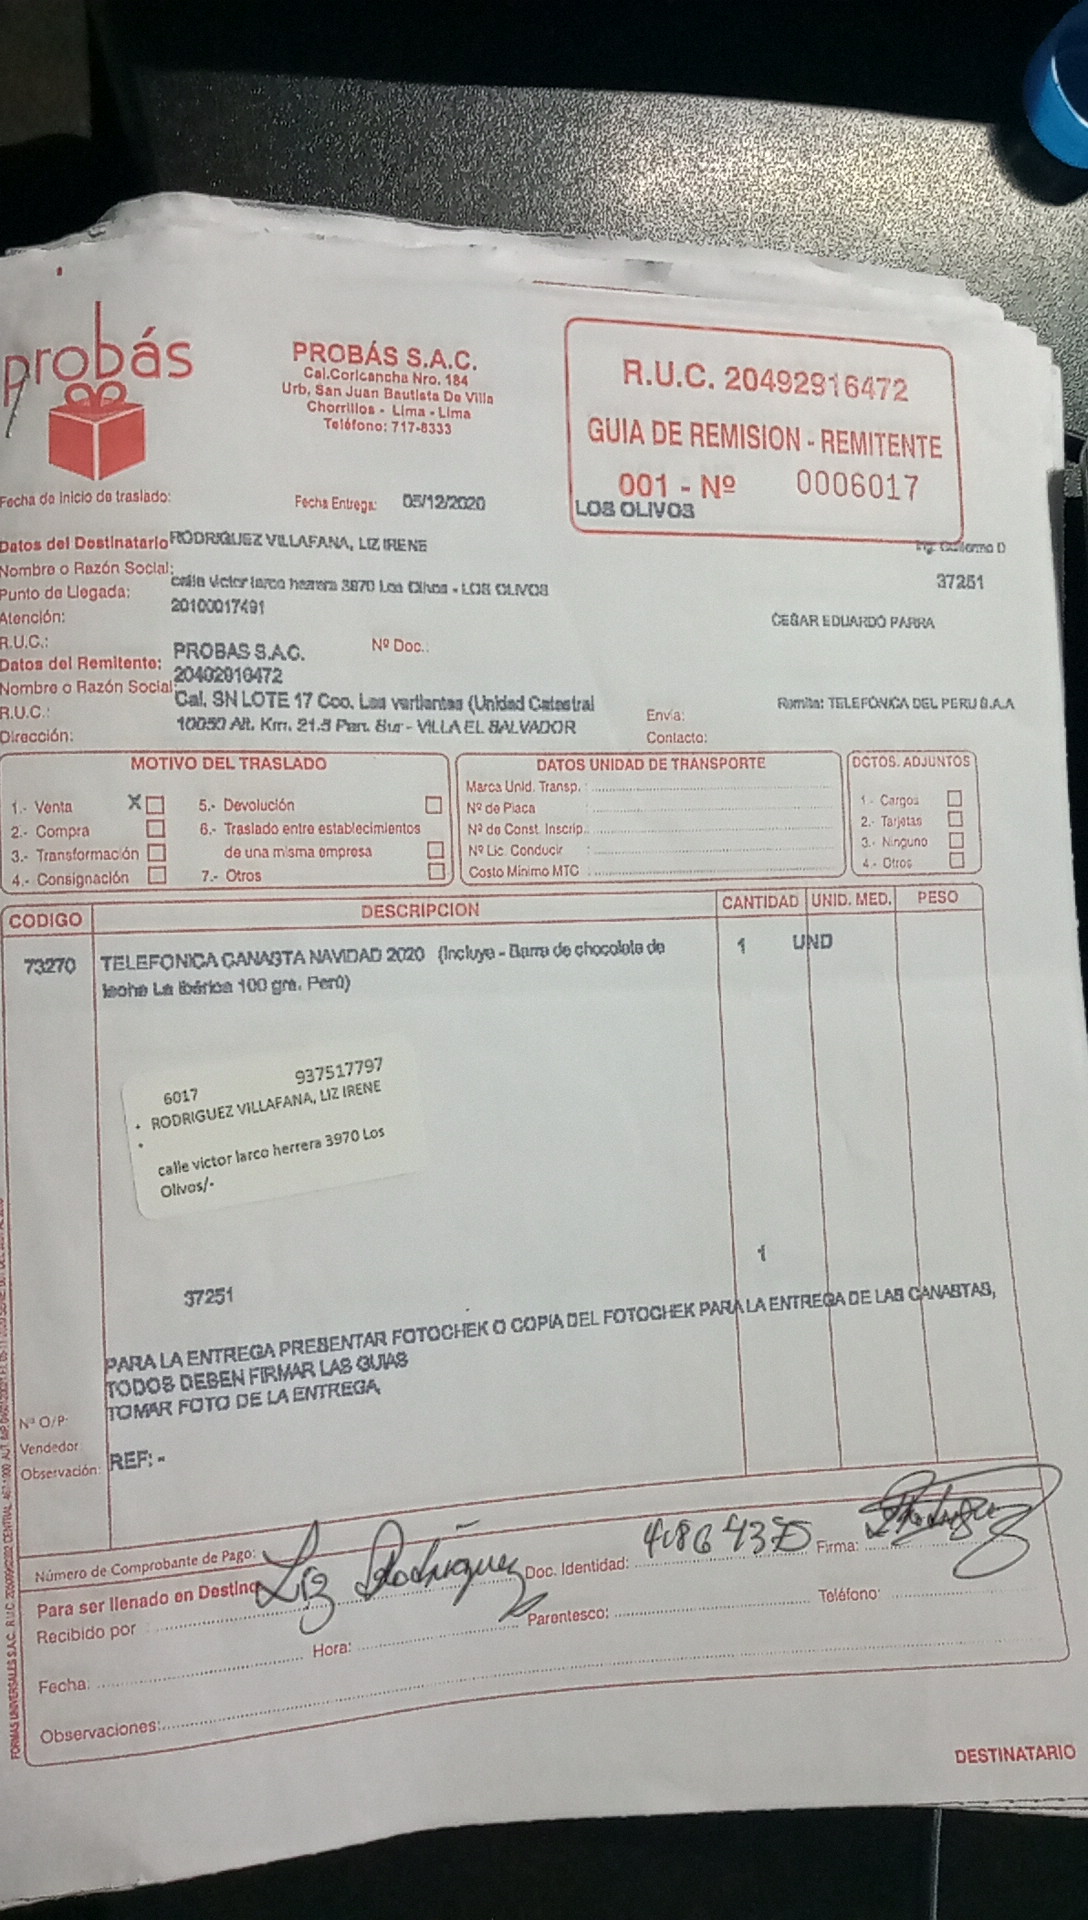 probás
PROBÁS S.A.C.
Cal.Coricancha Nro. 184
Urb, San Juan Bautista De Villa
Chorrillos - Lima - Lima
Teléfono: 717-8333
R.U.C. 20492916472
GUIA DE REMISION - REMITENTE
001 - Nº 0006017
LOS OLIVOS
Fecha de Inicio de traslado:
Fecha Entrega: 05/12/2020
Datos del Destinatario RODRIGUEZ VILLAFANA, LIZ IRENE
Nombre o Razón Social:
Punto de Llegada: calle victor larco herrera 3970 Los Olivos - LOS OLIVOS
37251
Atención: 20100017491
CESAR EDUARDO PARRA
R.U.C.:
Nº Doc.:
Datos del Remitente: PROBAS S.A.C.
Nombre o Razón Social: 20492916472
R.U.C.: Cal. SN LOTE 17 Coo. Las vertientes (Unidad Catastral
Envía: Remite: TELEFONICA DEL PERU S.A.A
Dirección: 10050 Alt. Km. 21.5 Pan. Sur - VILLA EL SALVADOR
Contacto:
MOTIVO DEL TRASLADO
1.- Venta X
2.- Compra
3.- Transformación
4.- Consignación
5.- Devolución
6.- Traslado entre establecimientos
de una misma empresa
7.- Otros
DATOS UNIDAD DE TRANSPORTE
Marca Unid. Transp. :
Nº de Placa :
Nº de Const. Inscrip.:
Nº Lic. Conducir :
Costo Mínimo MTC :
DCTOS. ADJUNTOS
1.- Cargos
2.- Tarjetas
3.- Ninguno
4.- Otros
CODIGO DESCRIPCION CANTIDAD UNID. MED. PESO
73270 TELEFONICA CANASTA NAVIDAD 2020 (Incluye - Barra de chocolate de 1 UND
leche La Ibérica 100 grs. Perú)
6017 937517797
RODRIGUEZ VILLAFANA, LIZ IRENE
calle victor larco herrera 3970 Los
Olivos/-
1
37251
PARA LA ENTREGA PRESENTAR FOTOCHEK O COPIA DEL FOTOCHEK PARA LA ENTREGA DE LAS CANASTAS,
TODOS DEBEN FIRMAR LAS GUIAS
TOMAR FOTO DE LA ENTREGA
Nº O/P:
Vendedor
Observación: REF: -
Número de Comprobante de Pago:
Para ser llenado en Destino
Recibido por : Liz Rodríguez Doc. Identidad: Firma:
Fecha: Hora: Parentesco: Teléfono:
Observaciones:
DESTINATARIO